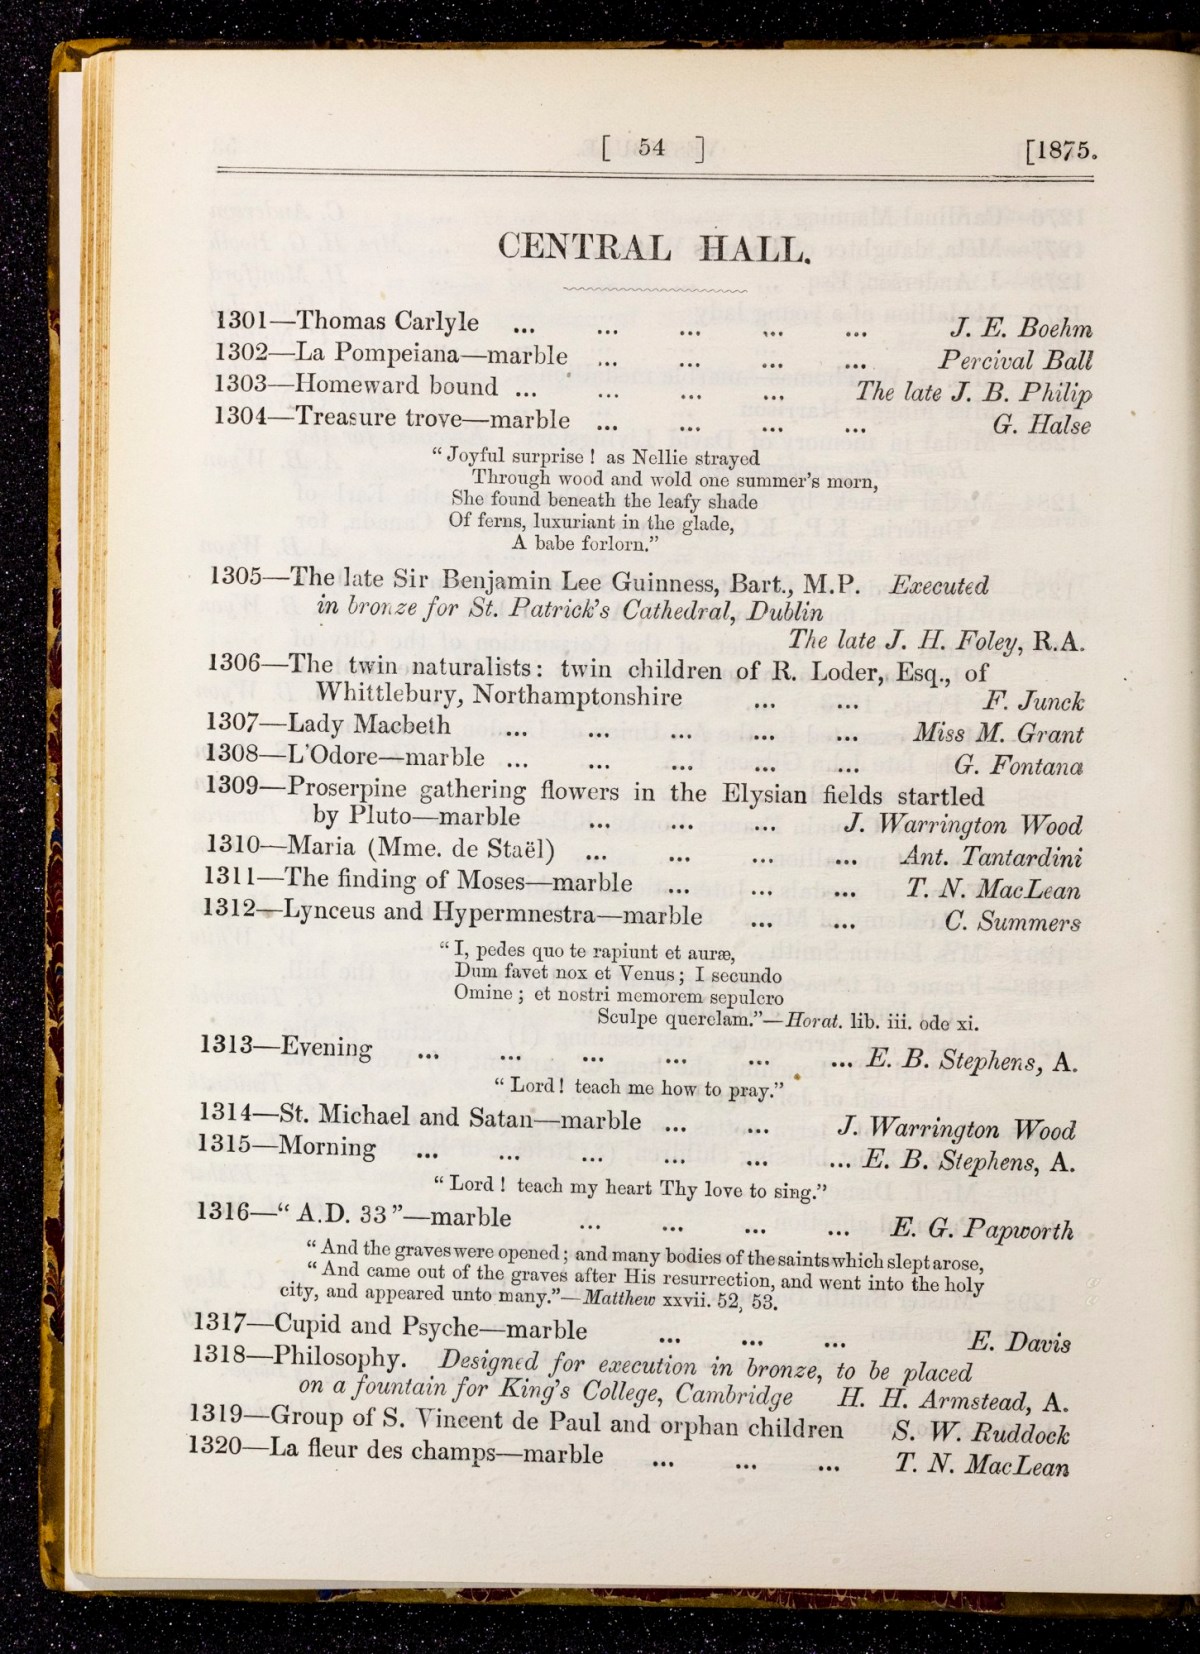 [ 54 ] [1875.
CENTRAL HALL.
1301—Thomas Carlyle ... ... ... ... ... J. E. Boehm
1302—La Pompeiana—marble ... ... ... ... Percival Ball
1303—Homeward bound ... ... ... ... The late J. B. Philip
1304—Treasure trove—marble ... ... ... ... G. Halse
“Joyful surprise ! as Nellie strayed
Through wood and wold one summer's morn,
She found beneath the leafy shade
Of ferns, luxuriant in the glade,
A babe forlorn.”
1305—The late Sir Benjamin Lee Guinness, Bart., M.P. Executed
in bronze for St. Patrick's Cathedral, Dublin
The late J. H. Foley, R.A.
1306—The twin naturalists: twin children of R. Loder, Esq., of
Whittlebury, Northamptonshire ... ... F. Junck
1307—Lady Macbeth ... ... ... ... ... Miss M. Grant
1308—L'Odore—marble ... ... ... ... ... G. Fontana
1309—Proserpine gathering flowers in the Elysian fields startled
by Pluto—marble ... ... ... J. Warrington Wood
1310—Maria (Mme. de Staël) ... ... ... ... Ant. Tantardini
1311—The finding of Moses—marble ... ... ... T. N. MacLean
1312—Lynceus and Hypermnestra—marble ... ... C. Summers
“I, pedes quo te rapiunt et auræ,
Dum favet nox et Venus ; I secundo
Omine ; et nostri memorem sepulcro
Sculpe querelam.”—Horat. lib. iii. ode xi.
1313—Evening ... ... ... ... ... ... E. B. Stephens, A.
“Lord! teach me how to pray.”
1314—St. Michael and Satan—marble ... ... J. Warrington Wood
1315—Morning ... ... ... ... ... ... E. B. Stephens, A.
“Lord ! teach my heart Thy love to sing.”
1316—“A.D. 33”—marble ... ... ... ... E. G. Papworth
“And the graves were opened ; and many bodies of the saints which slept arose,
“And came out of the graves after His resurrection, and went into the holy
city, and appeared unto many.”—Matthew xxvii. 52, 53.
1317—Cupid and Psyche—marble ... ... ... E. Davis
1318—Philosophy. Designed for execution in bronze, to be placed
on a fountain for King's College, Cambridge H. H. Armstead, A.
1319—Group of S. Vincent de Paul and orphan children S. W. Ruddock
1320—La fleur des champs—marble ... ... ... T. N. MacLean